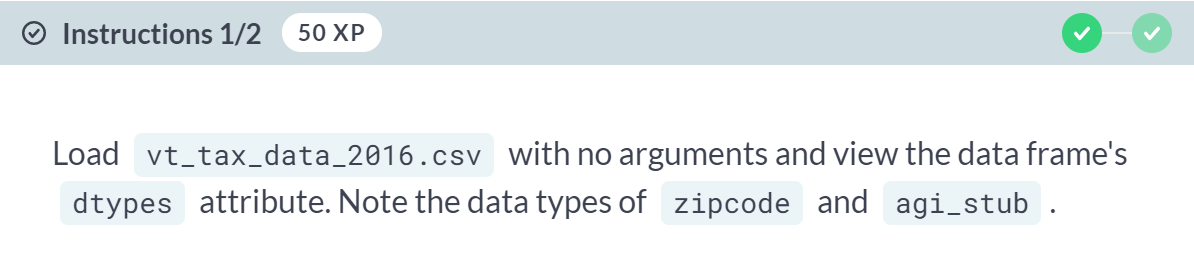 Instructions 1/2 50 XP
Load vt_tax_data_2016.csv with no arguments and view the data frame's
dtypes attribute. Note the data types of zipcode and agi_stub .